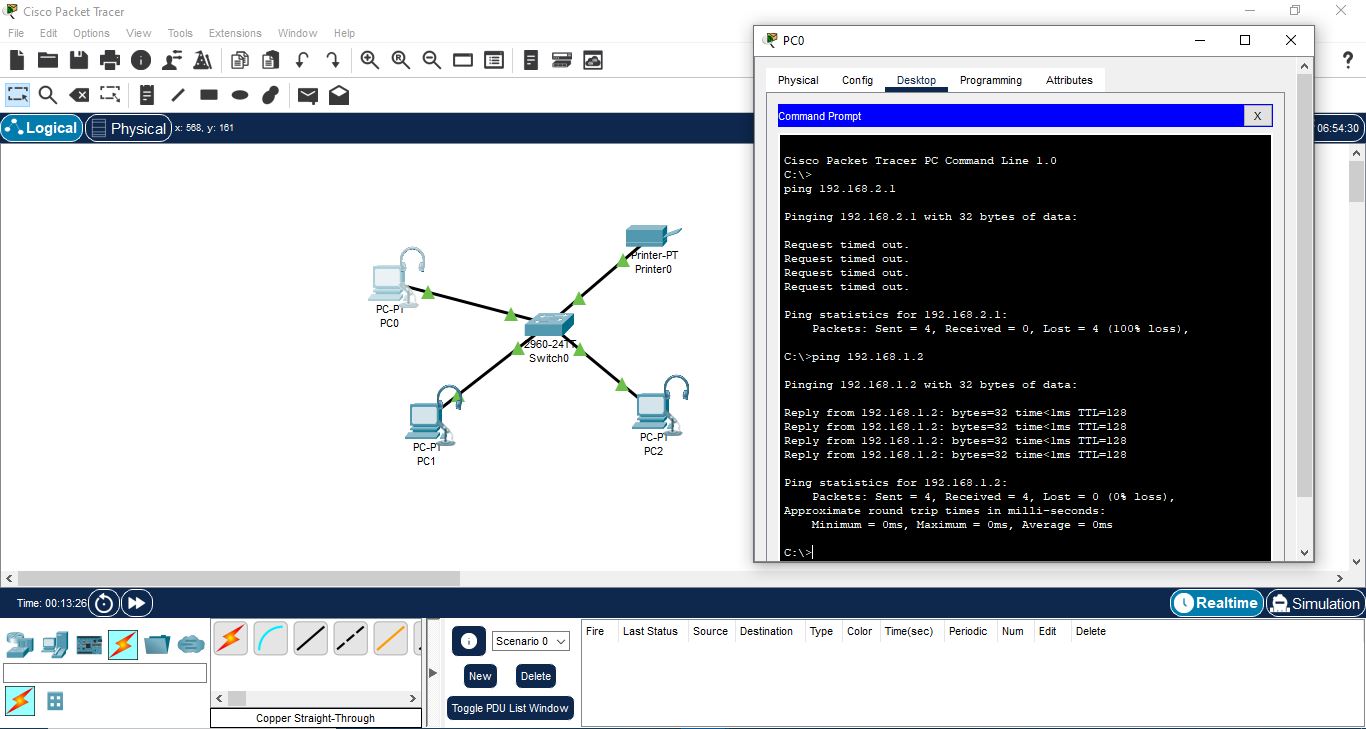 Cisco Packet Tracer
File Edit Options View Tools Extensions Window Help
?
Logical Physical x: 568, y: 161
06:54:30
Printer-PT
Printer0
PC-PT
PC0
2960-24TT
Switch0
PC-PT
PC1
PC-PT
PC2
PC0
Physical Config Desktop Programming Attributes
Command Prompt X
Cisco Packet Tracer PC Command Line 1.0
C:\>
ping 192.168.2.1
Pinging 192.168.2.1 with 32 bytes of data:
Request timed out.
Request timed out.
Request timed out.
Request timed out.
Ping statistics for 192.168.2.1:
Packets: Sent = 4, Received = 0, Lost = 4 (100% loss),
C:\>ping 192.168.1.2
Pinging 192.168.1.2 with 32 bytes of data:
Reply from 192.168.1.2: bytes=32 time<1ms TTL=128
Reply from 192.168.1.2: bytes=32 time<1ms TTL=128
Reply from 192.168.1.2: bytes=32 time<1ms TTL=128
Reply from 192.168.1.2: bytes=32 time<1ms TTL=128
Ping statistics for 192.168.1.2:
Packets: Sent = 4, Received = 4, Lost = 0 (0% loss),
Approximate round trip times in milli-seconds:
Minimum = 0ms, Maximum = 0ms, Average = 0ms
C:\>
Time: 00:13:26
Realtime Simulation
Scenario 0
New Delete
Toggle PDU List Window
Fire Last Status Source Destination Type Color Time(sec) Periodic Num Edit Delete
Copper Straight-Through